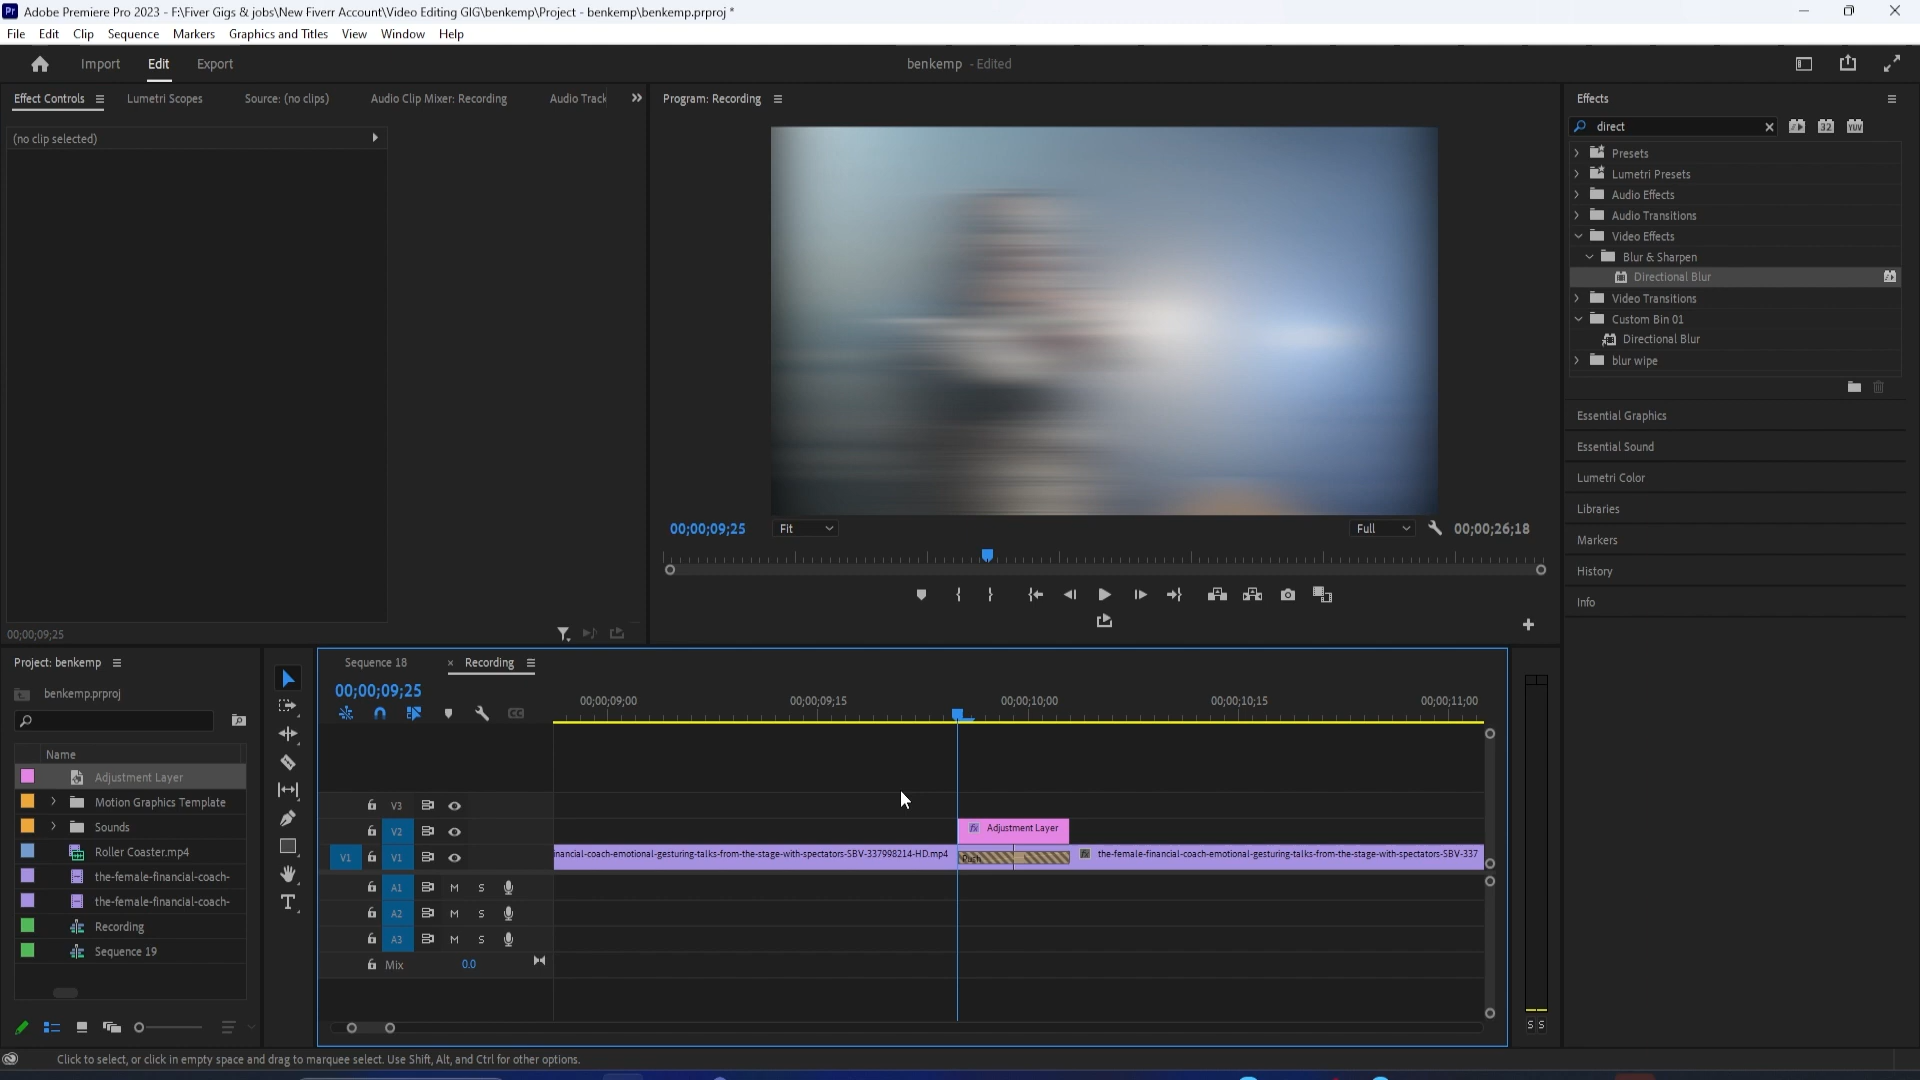 Adobe Premiere Pro 2023 - F:\Fiver Gigs & jobs\New Fiverr Account\Video Editing GIG\benkemp\Project - benkemp\benkemp.prproj *
File Edit Clip Sequence Markers Graphics and Titles View Window Help
Import Edit Export
benkemp - Edited
Effect Controls Lumetri Scopes Source: (no clips) Audio Clip Mixer: Recording Audio Track
(no clip selected)
00;00;09;25
Program: Recording
00;00;09;25 Fit Full 00;00;26;18
Effects
direct
32 YUV
Presets
Lumetri Presets
Audio Effects
Audio Transitions
Video Effects
Blur & Sharpen
Directional Blur
Video Transitions
Custom Bin 01
Directional Blur
blur wipe
Essential Graphics
Essential Sound
Lumetri Color
Libraries
Markers
History
Info
Project: benkemp
benkemp.prproj
Name
Adjustment Layer
Motion Graphics Template
Sounds
Roller Coaster.mp4
the-female-financial-coach-
the-female-financial-coach-
Recording
Sequence 19
Sequence 18 × Recording
00;00;09;25
00;00;09;00 00;00;09;15 00;00;10;00 00;00;10;15 00;00;11;00
V3
V2
fx Adjustment Layer
V1 V1
inancial-coach-emotional-gesturing-talks-from-the-stage-with-spectators-SBV-337998214-HD.mp4 Push fx the-female-financial-coach-emotional-gesturing-talks-from-the-stage-with-spectators-SBV-337
A1 M S
A2 M S
A3 M S
Mix 0.0
S S
Click to select, or click in empty space and drag to marquee select. Use Shift, Alt, and Ctrl for other options.